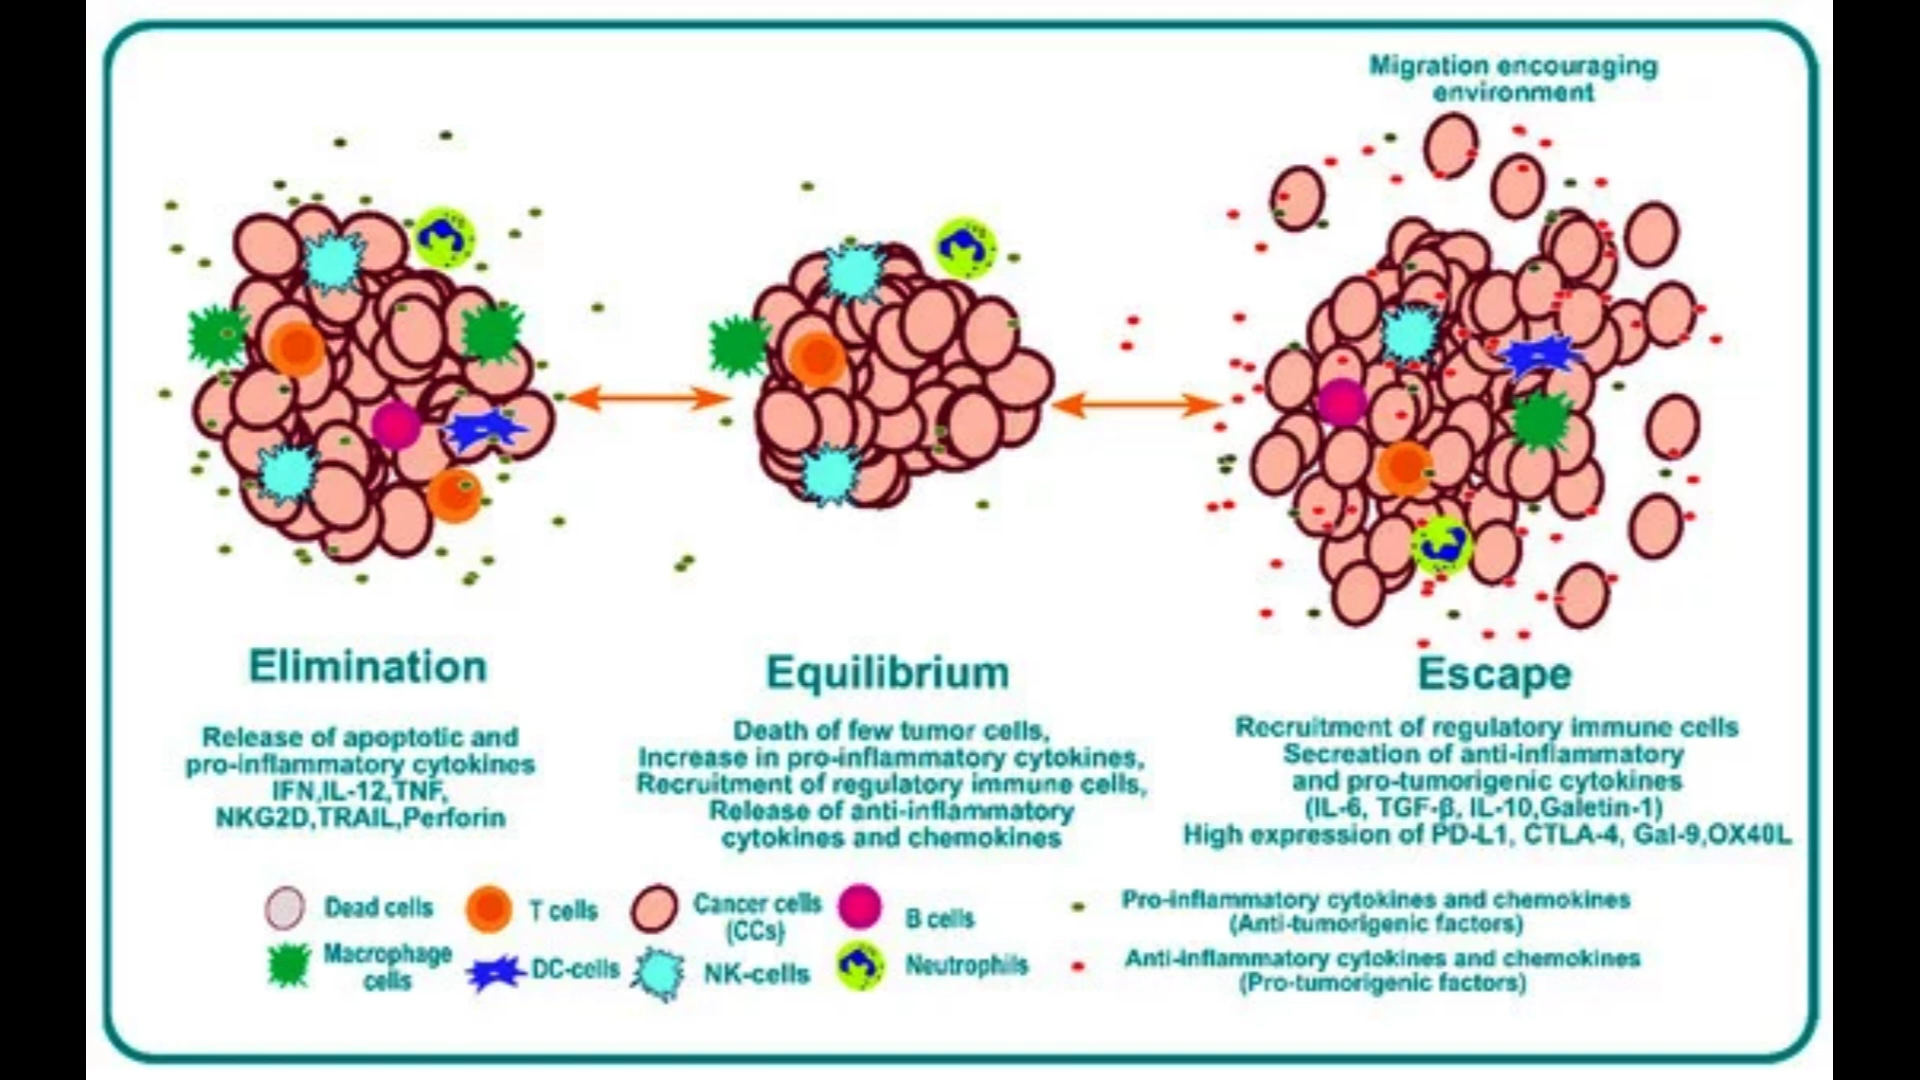 Migration encouraging
environment
Elimination
Release of apoptotic and
pro-inflammatory cytokines
IFN,IL-12,TNF,
NKG2D,TRAIL,Perforin
Equilibrium
Death of few tumor cells,
Increase in pro-inflammatory cytokines,
Recruitment of regulatory immune cells,
Release of anti-inflammatory
cytokines and chemokines
Escape
Recruitment of regulatory immune cells
Secreation of anti-inflammatory
and pro-tumorigenic cytokines
(IL-6, TGF-β, IL-10,Galetin-1)
High expression of PD-L1, CTLA-4, Gal-9,OX40L
Dead cells
T cells
Cancer cells
(CCs)
B cells
Pro-inflammatory cytokines and chemokines
(Anti-tumorigenic factors)
Macrophage
cells
DC-cells
NK-cells
Neutrophils
Anti-inflammatory cytokines and chemokines
(Pro-tumorigenic factors)